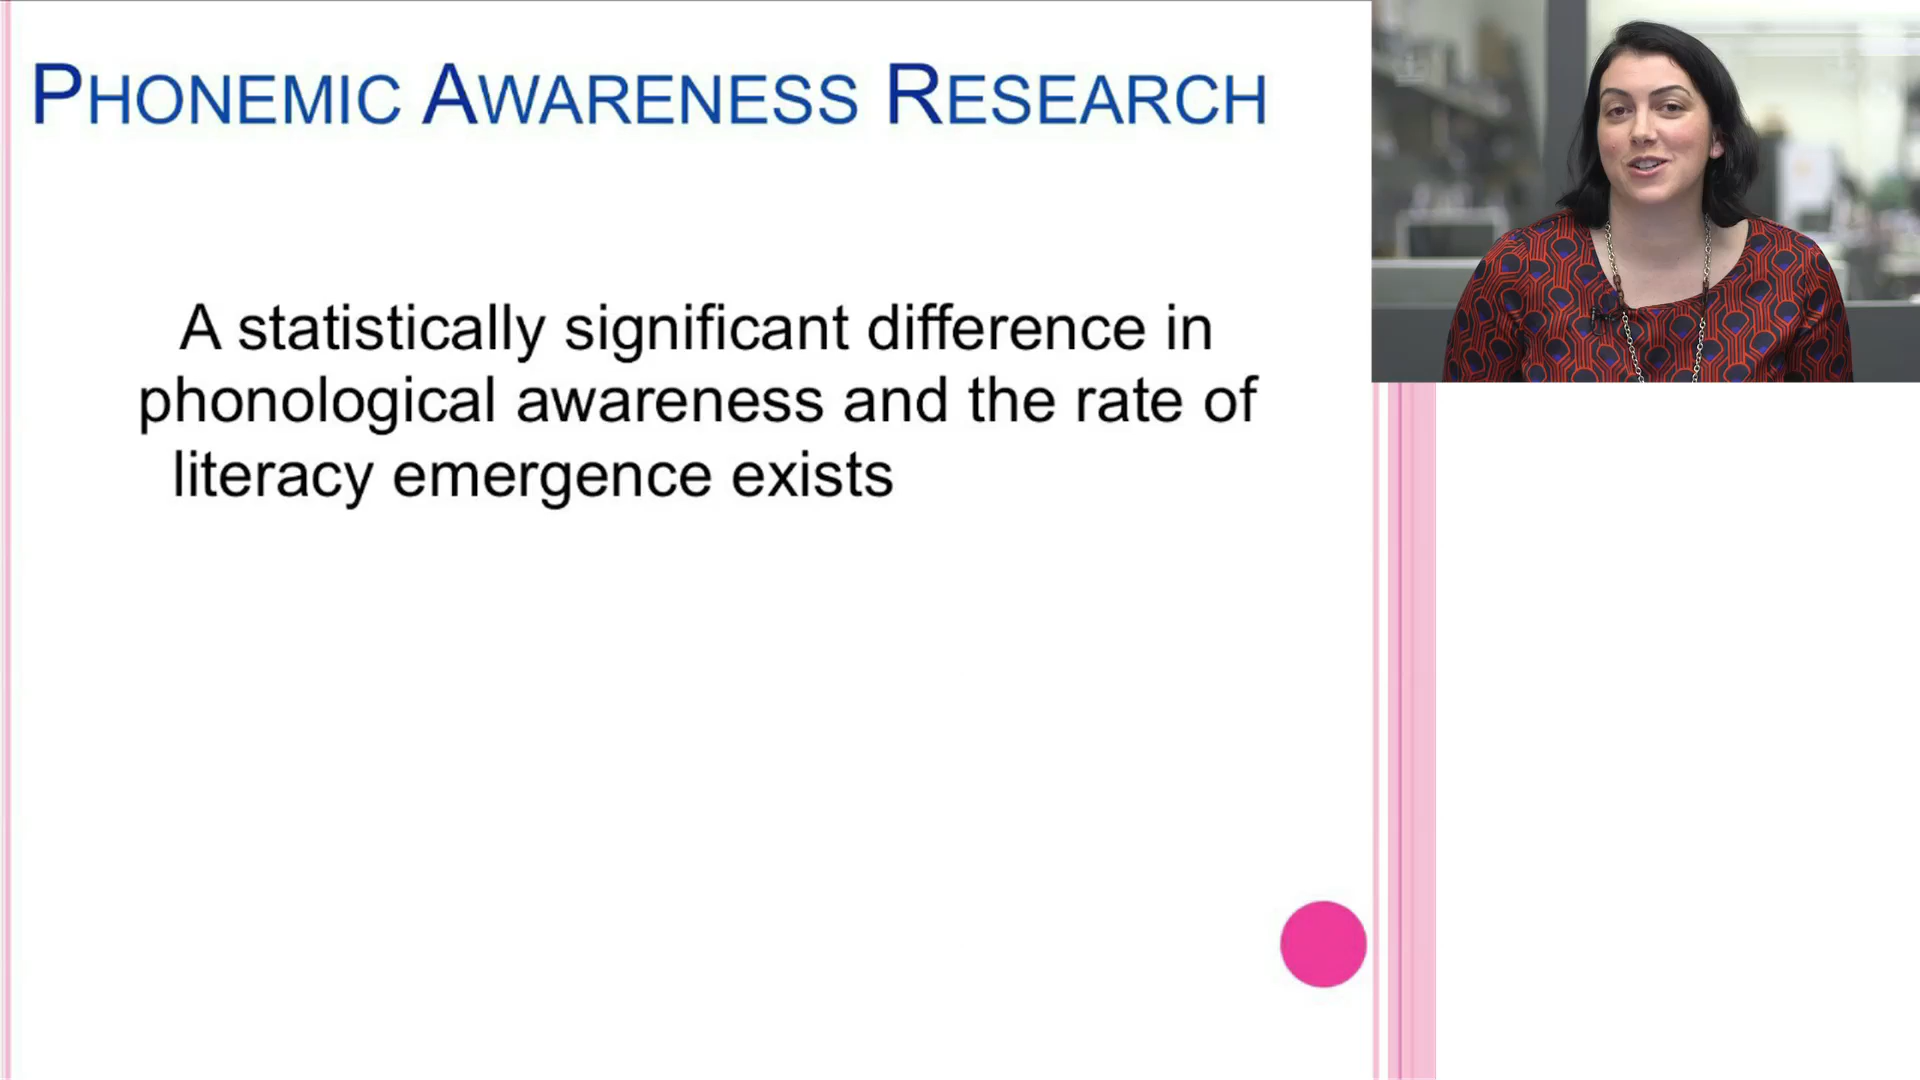 PHONEMIC AWARENESS RESEARCH
A statistically significant difference in
phonological awareness and the rate of
literacy emergence exists